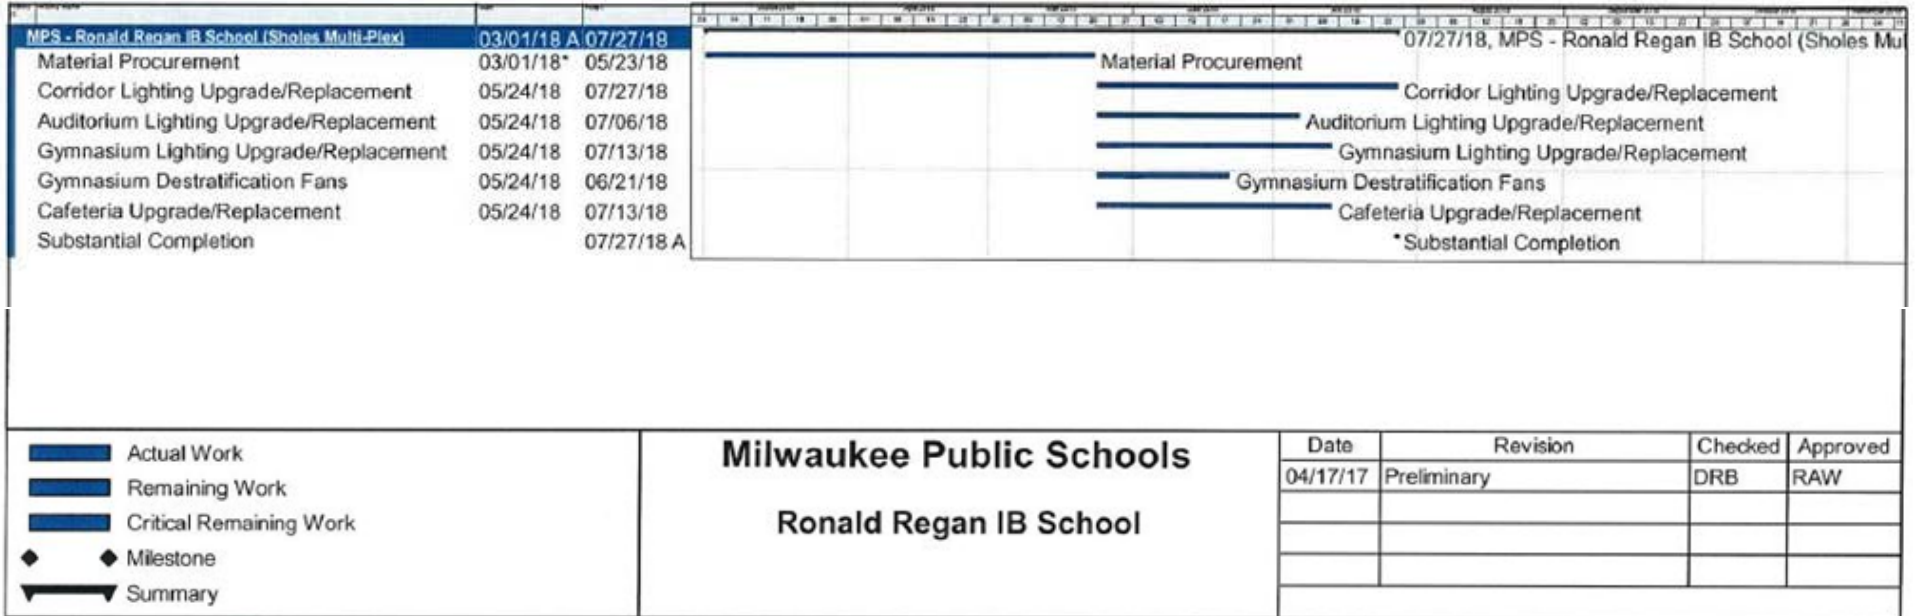 MPS - Ronald Regan IB School (Sholes Multi-Plex) 03/01/18 A 07/27/18 07/27/18, MPS - Ronald Regan IB School (Sholes Mul
Material Procurement 03/01/18* 05/23/18 Material Procurement
Corridor Lighting Upgrade/Replacement 05/24/18 07/27/18 Corridor Lighting Upgrade/Replacement
Auditorium Lighting Upgrade/Replacement 05/24/18 07/06/18 Auditorium Lighting Upgrade/Replacement
Gymnasium Lighting Upgrade/Replacement 05/24/18 07/13/18 Gymnasium Lighting Upgrade/Replacement
Gymnasium Destratification Fans 05/24/18 06/21/18 Gymnasium Destratification Fans
Cafeteria Upgrade/Replacement 05/24/18 07/13/18 Cafeteria Upgrade/Replacement
Substantial Completion 07/27/18 A *Substantial Completion
Actual Work
Remaining Work
Critical Remaining Work
Milestone
Summary
Milwaukee Public Schools
Ronald Regan IB School
Date Revision Checked Approved
04/17/17 Preliminary DRB RAW